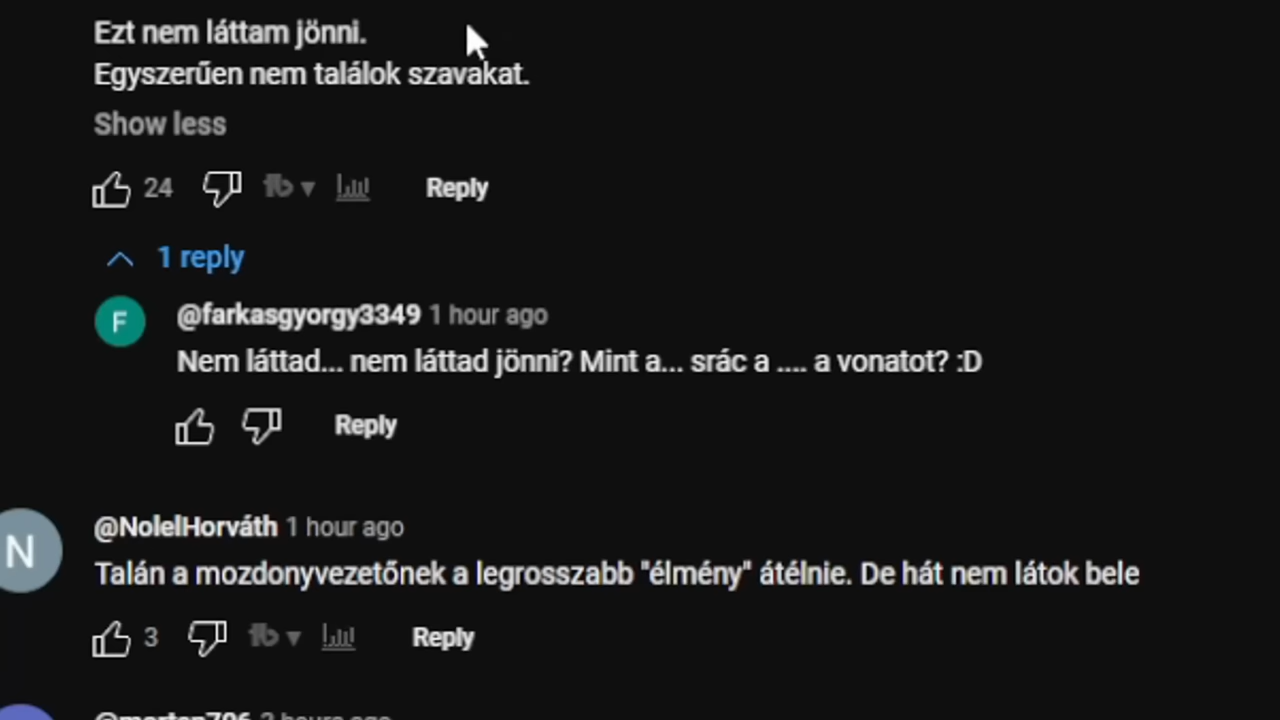 Ezt nem láttam jönni.
Egyszerűen nem találok szavakat.
Show less
24 Reply
1 reply
F
@farkasgyorgy3349 1 hour ago
Nem láttad... nem láttad jönni? Mint a... srác a .... a vonatot? :D
Reply
N
@NolelHorváth 1 hour ago
Talán a mozdonyvezetőnek a legrosszabb "élmény" átélnie. De hát nem látok bele
3 Reply